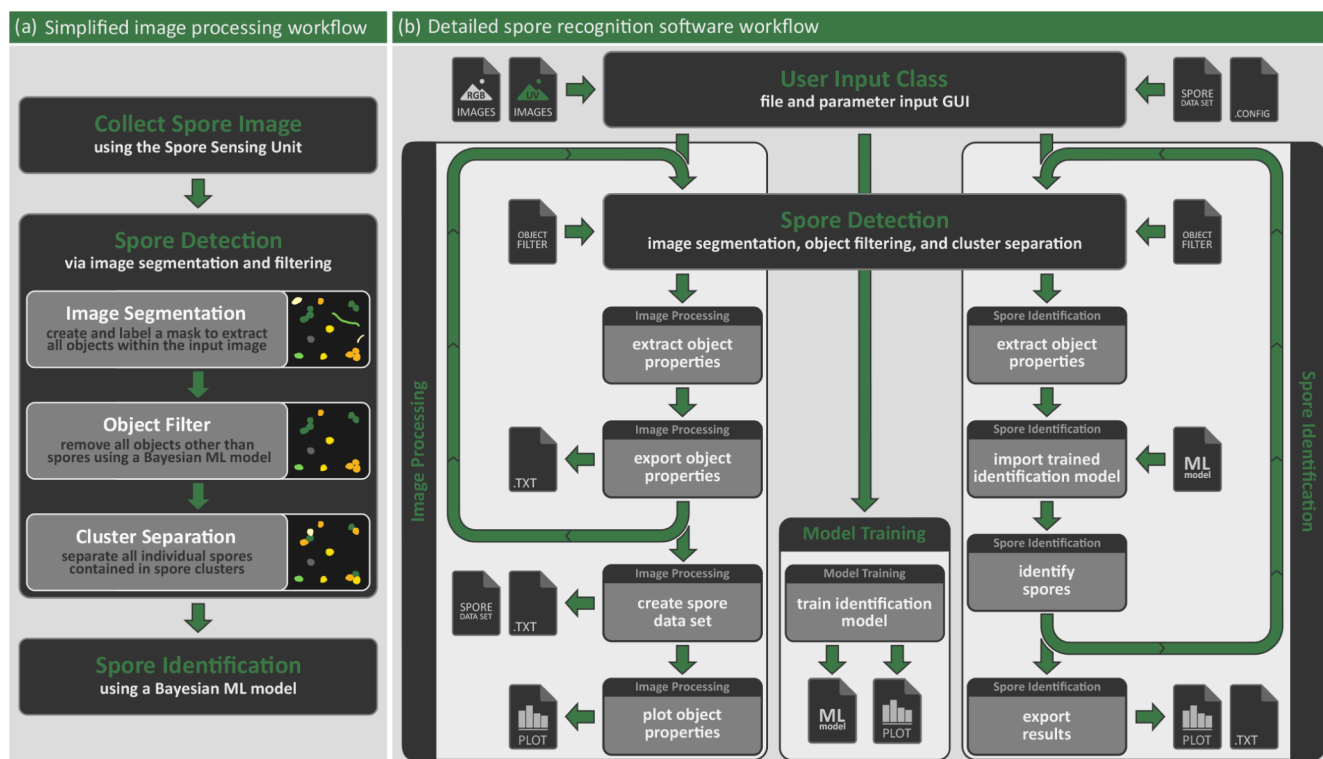 (a) Simplified image processing workflow
Collect Spore Image
using the Spore Sensing Unit
Spore Detection
via image segmentation and filtering
Image Segmentation
create and label a mask to extract
all objects within the input image
Object Filter
remove all objects other than
spores using a Bayesian ML model
Cluster Separation
separate all individual spores
contained in spore clusters
Spore Identification
using a Bayesian ML model
(b) Detailed spore recognition software workflow
RGB
IMAGES
UV
IMAGES
User Input Class
file and parameter input GUI
SPORE
DATA SET
.CONFIG
OBJECT
FILTER
Spore Detection
image segmentation, object filtering, and cluster separation
OBJECT
FILTER
Image Processing
Image Processing
extract object
properties
Image Processing
export object
properties
.TXT
Image Processing
create spore
data set
SPORE
DATA SET
.TXT
Image Processing
plot object
properties
PLOT
Model Training
Model Training
train identification
model
ML
model
PLOT
Spore Identification
extract object
properties
Spore Identification
import trained
identification model
ML
model
Spore Identification
identify
spores
Spore Identification
export
results
PLOT
.TXT
Spore Identification